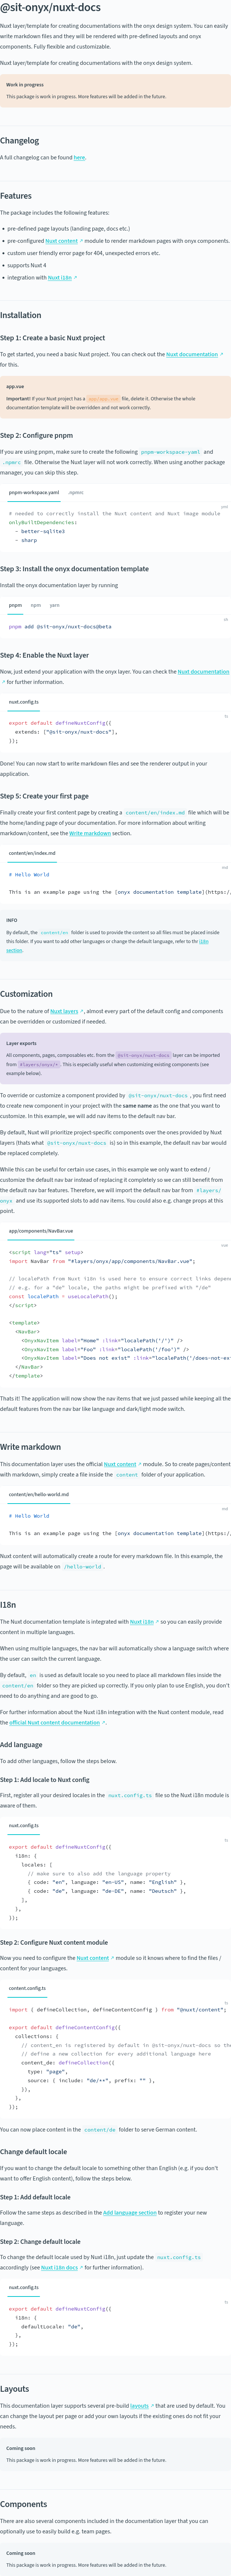 @sit-onyx/nuxt-docs
Nuxt layer/template for creating documentations with the onyx design system. You can easily
write markdown files and they will be rendered with pre-defined layouts and onyx
components. Fully flexible and customizable.
Nuxt layer/template for creating documentations with the onyx design system.
Work in progress
This package is work in progress. More features will be added in the future.
Changelog
A full changelog can be found here.
Features
The package includes the following features:
• pre-defined page layouts (landing page, docs etc.)
• pre-configured Nuxt content ↗ module to render markdown pages with onyx components.
• custom user friendly error page for 404, unexpected errors etc.
• supports Nuxt 4
• integration with Nuxt i18n ↗
Installation
Step 1: Create a basic Nuxt project
To get started, you need a basic Nuxt project. You can check out the Nuxt documentation ↗
for this.
app.vue
Important! If your Nuxt project has a app/app.vue file, delete it. Otherwise the whole
documentation template will be overridden and not work correctly.
Step 2: Configure pnpm
If you are using pnpm, make sure to create the following pnpm-workspace.yaml and
.npmrc file. Otherwise the Nuxt layer will not work correctly. When using another package
manager, you can skip this step.
pnpm-workspace.yaml .npmrc
yml
# needed to correctly install the Nuxt content and Nuxt image module
onlyBuiltDependencies:
- better-sqlite3
- sharp
Step 3: Install the onyx documentation template
Install the onyx documentation layer by running
pnpm npm yarn
sh
pnpm add @sit-onyx/nuxt-docs@beta
Step 4: Enable the Nuxt layer
Now, just extend your application with the onyx layer. You can check the Nuxt documentation
↗ for further information.
nuxt.config.ts
ts
export default defineNuxtConfig({
extends: ["@sit-onyx/nuxt-docs"],
});
Done! You can now start to write markdown files and see the renderer output in your
application.
Step 5: Create your first page
Finally create your first content page by creating a content/en/index.md file which will be
the home/landing page of your documentation. For more information about writing
markdown/content, see the Write markdown section.
content/en/index.md
md
# Hello World
This is an example page using the [onyx documentation template](https:/
INFO
By default, the content/en folder is used to provide the content so all files must be placed inside
this folder. If you want to add other languages or change the default language, refer to the i18n
section.
Customization
Due to the nature of Nuxt layers ↗, almost every part of the default config and components
can be overridden or customized if needed.
Layer exports
All components, pages, composables etc. from the @sit-onyx/nuxt-docs layer can be imported
from #layers/onyx/*. This is especially useful when customizing existing components (see
example below).
To override or customize a component provided by @sit-onyx/nuxt-docs, you first need
to create new component in your project with the same name as the one that you want to
customize. In this example, we will add nav items to the default nav bar.
By default, Nuxt will prioritize project-specific components over the ones provided by Nuxt
layers (thats what @sit-onyx/nuxt-docs is) so in this example, the default nav bar would
be replaced completely.
While this can be useful for certain use cases, in this example we only want to extend /
customize the default nav bar instead of replacing it completely so we can still benefit from
the default nav bar features. Therefore, we will import the default nav bar from #layers/
onyx and use its supported slots to add nav items. You could also e.g. change props at this
point.
app/components/NavBar.vue
vue
<script lang="ts" setup>
import NavBar from "#layers/onyx/app/components/NavBar.vue";
// localePath from Nuxt i18n is used here to ensure correct links depen
// e.g. for a "de" locale, the paths might be prefixed with "/de"
const localePath = useLocalePath();
</script>
<template>
<NavBar>
<OnyxNavItem label="Home" :link="localePath('/')" />
<OnyxNavItem label="Foo" :link="localePath('/foo')" />
<OnyxNavItem label="Does not exist" :link="localePath('/does-not-ex
</NavBar>
</template>
Thats it! The application will now show the nav items that we just passed while keeping all the
default features from the nav bar like language and dark/light mode switch.
Write markdown
This documentation layer uses the official Nuxt content ↗ module. So to create pages/content
with markdown, simply create a file inside the content folder of your application.
content/en/hello-world.md
md
# Hello World
This is an example page using the [onyx documentation template](https:/
Nuxt content will automatically create a route for every markdown file. In this example, the
page will be available on /hello-world.
I18n
The Nuxt documentation template is integrated with Nuxt i18n ↗ so you can easily provide
content in multiple languages.
When using multiple languages, the nav bar will automatically show a language switch where
the user can switch the current language.
By default, en is used as default locale so you need to place all markdown files inside the
content/en folder so they are picked up correctly. If you only plan to use English, you don't
need to do anything and are good to go.
For further information about the Nuxt i18n integration with the Nuxt content module, read
the official Nuxt content documentation ↗.
Add language
To add other languages, follow the steps below.
Step 1: Add locale to Nuxt config
First, register all your desired locales in the nuxt.config.ts file so the Nuxt i18n module is
aware of them.
nuxt.config.ts
ts
export default defineNuxtConfig({
i18n: {
locales: [
// make sure to also add the language property
{ code: "en", language: "en-US", name: "English" },
{ code: "de", language: "de-DE", name: "Deutsch" },
],
},
});
Step 2: Configure Nuxt content module
Now you need to configure the Nuxt content ↗ module so it knows where to find the files /
content for your languages.
content.config.ts
ts
import { defineCollection, defineContentConfig } from "@nuxt/content";
export default defineContentConfig({
collections: {
// content_en is registered by default in @sit-onyx/nuxt-docs so the
// define a new collection for every additional language here
content_de: defineCollection({
type: "page",
source: { include: "de/**", prefix: "" },
}),
},
});
You can now place content in the content/de folder to serve German content.
Change default locale
If you want to change the default locale to something other than English (e.g. if you don't
want to offer English content), follow the steps below.
Step 1: Add default locale
Follow the same steps as described in the Add language section to register your new
language.
Step 2: Change default locale
To change the default locale used by Nuxt i18n, just update the nuxt.config.ts
accordingly (see Nuxt i18n docs ↗ for further information).
nuxt.config.ts
ts
export default defineNuxtConfig({
i18n: {
defaultLocale: "de",
},
});
Layouts
This documentation layer supports several pre-build layouts ↗ that are used by default. You
can change the layout per page or add your own layouts if the existing ones do not fit your
needs.
Coming soon
This package is work in progress. More features will be added in the future.
Components
There are also several components included in the documentation layer that you can
optionally use to easily build e.g. team pages.
Coming soon
This package is work in progress. More features will be added in the future.